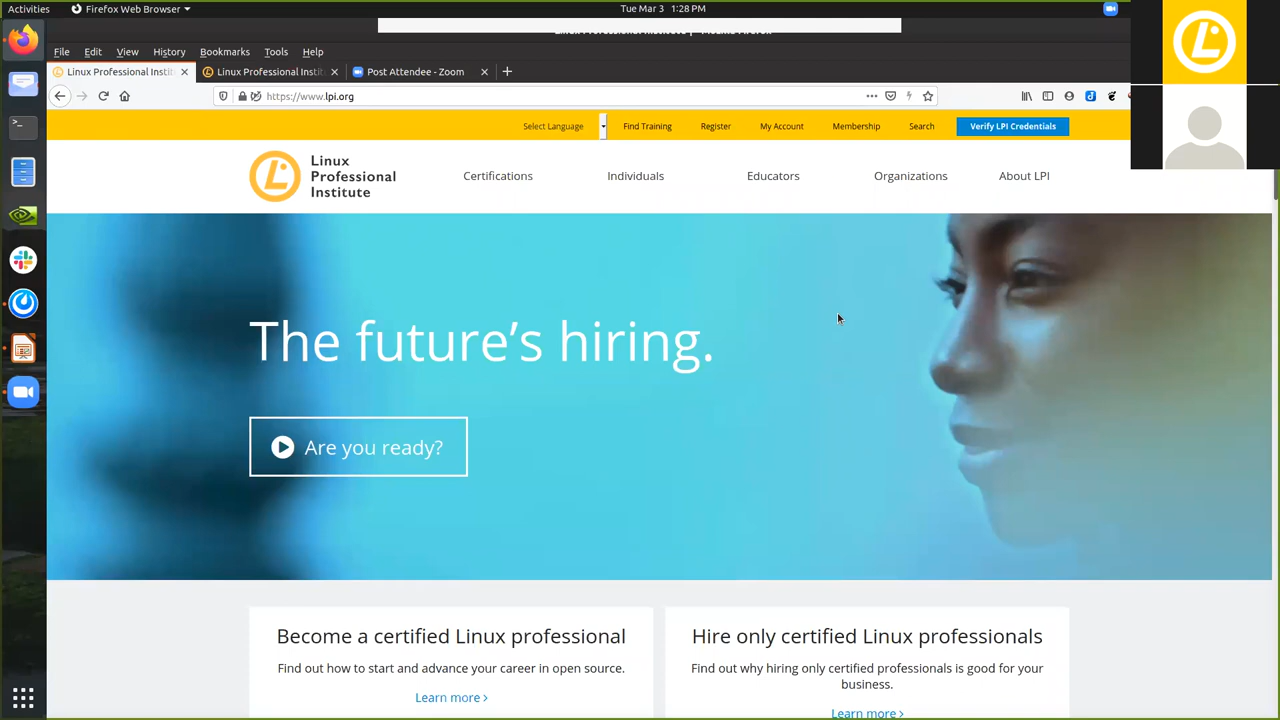 Activities
Firefox Web Browser
Tue Mar 3 1:28 PM
File Edit View History Bookmarks Tools Help
Linux Professional Instit
Linux Professional Instit
Post Attendee - Zoom
https://www.lpi.org
Select Language
Find Training
Register
My Account
Membership
Search
Verify LPI Credentials
Linux
Professional
Institute
Certifications
Individuals
Educators
Organizations
About LPI
The future's hiring.
Are you ready?
Become a certified Linux professional
Find out how to start and advance your career in open source.
Learn more >
Hire only certified Linux professionals
Find out why hiring only certified professionals is good for your
business.
Learn more >